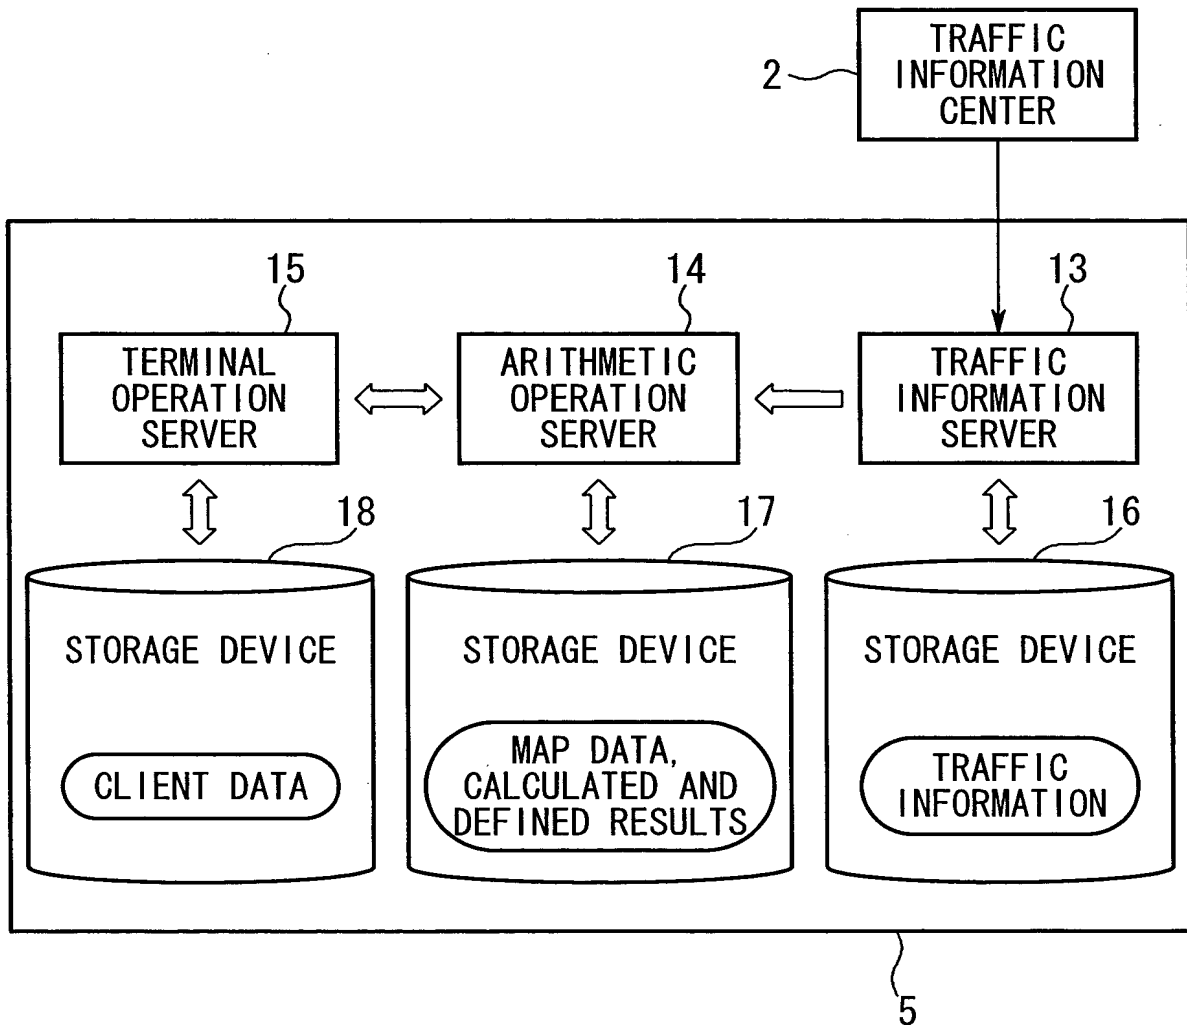 TRAFFIC
INFORMATION
CENTER
2
15
14
13
TERMINAL
OPERATION
SERVER
ARITHMETIC
OPERATION
SERVER
TRAFFIC
INFORMATION
SERVER
18
17
16
STORAGE DEVICE
STORAGE DEVICE
STORAGE DEVICE
CLIENT DATA
MAP DATA,
CALCULATED AND
DEFINED RESULTS
TRAFFIC
INFORMATION
5